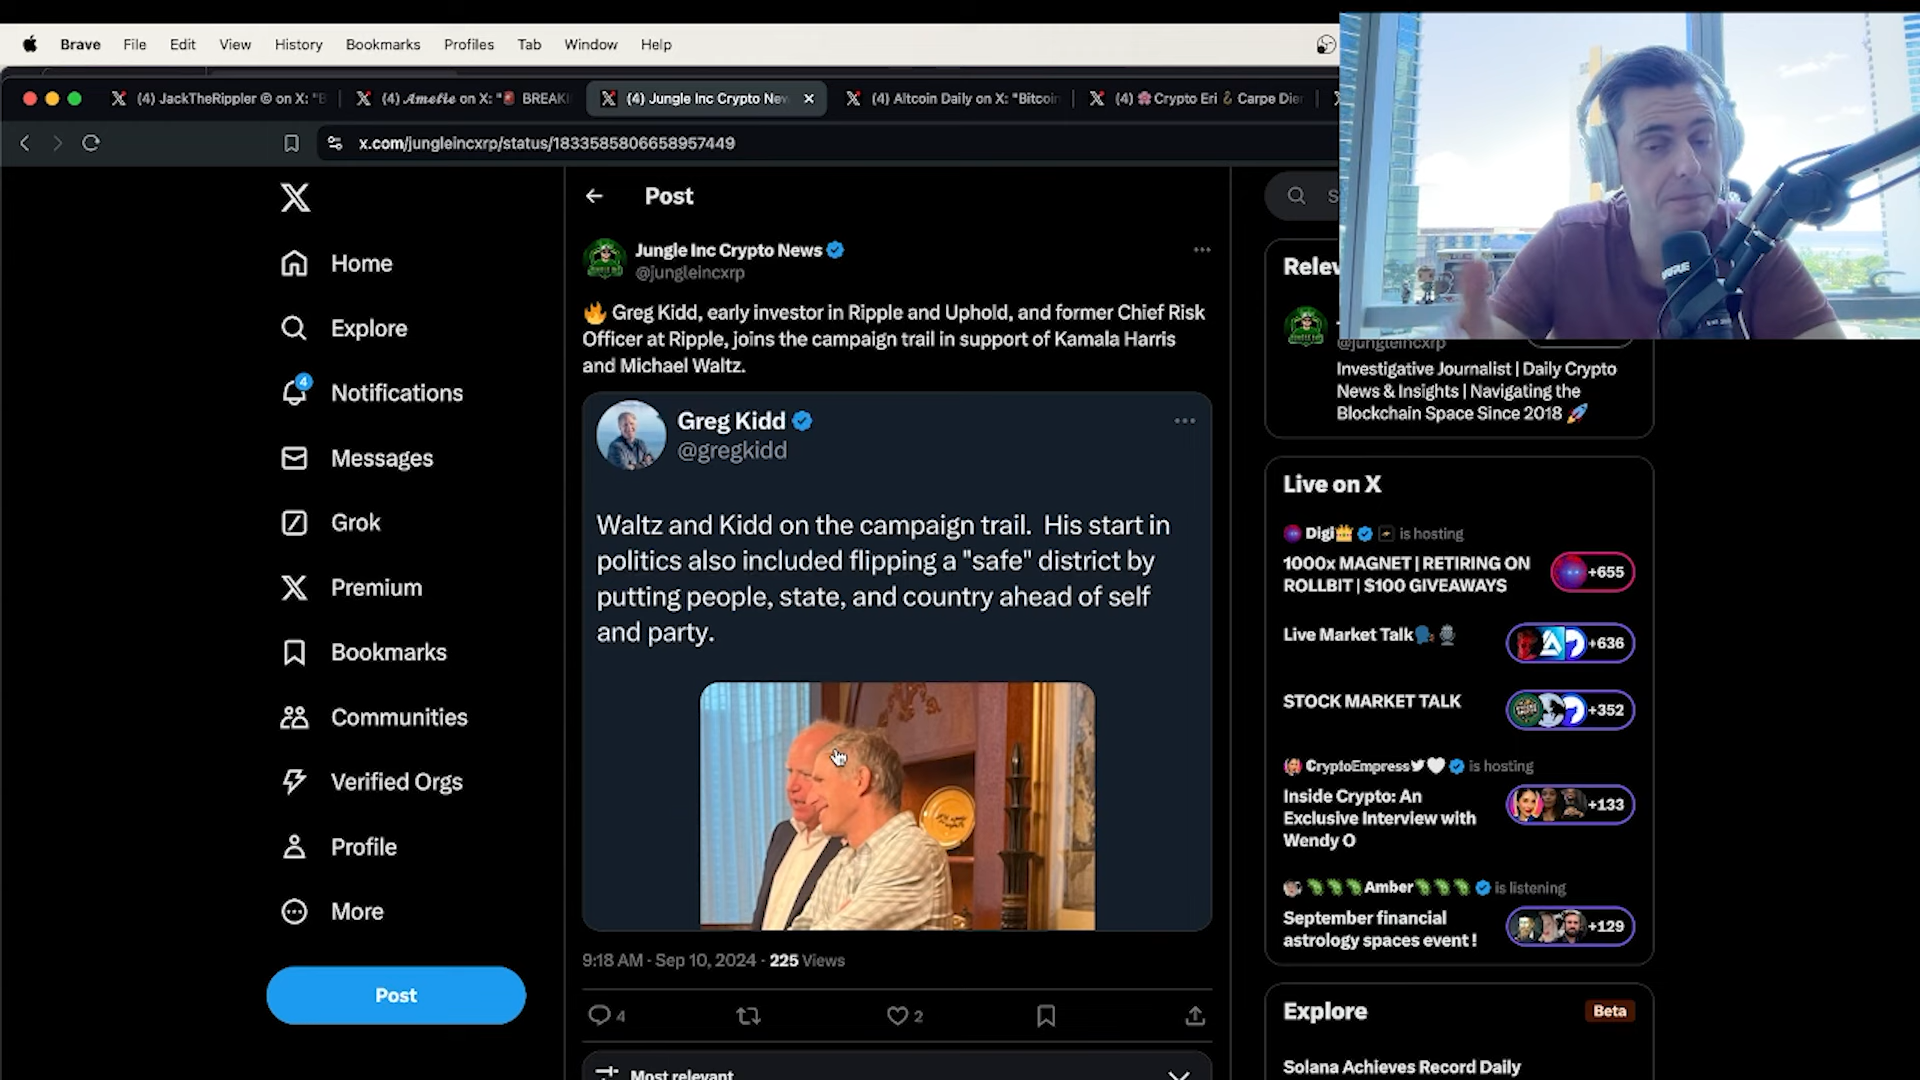 Brave File Edit View History Bookmarks Profiles Tab Window Help
(4) JackTheRippler © on X: "B
(4) 𝓐𝓶𝓮𝓵𝓲𝓮 on X: "🚨 BREAKI
(4) Jungle Inc Crypto New
(4) Altcoin Daily on X: "Bitcoin
(4) 🌸Crypto Eri 🪝 Carpe Dier
x.com/jungleincxrp/status/1833585806658957449
Home
Explore
4
Notifications
Messages
Grok
Premium
Bookmarks
Communities
Verified Orgs
Profile
More
Post
Post
Jungle Inc Crypto News
@jungleincxrp
🔥 Greg Kidd, early investor in Ripple and Uphold, and former Chief Risk
Officer at Ripple, joins the campaign trail in support of Kamala Harris
and Michael Waltz.
Greg Kidd
@gregkidd
Waltz and Kidd on the campaign trail. His start in
politics also included flipping a "safe" district by
putting people, state, and country ahead of self
and party.
9:18 AM · Sep 10, 2024 · 225 Views
4
2
Most relevant
S
Relev
@jungleincxrp
Investigative Journalist | Daily Crypto
News & Insights | Navigating the
Blockchain Space Since 2018 🚀
Live on X
Digi👑 is hosting
1000x MAGNET | RETIRING ON
ROLLBIT | $100 GIVEAWAYS
+655
Live Market Talk🗣️🎙️
+636
STOCK MARKET TALK
+352
CryptoEmpress is hosting
Inside Crypto: An
Exclusive Interview with
Wendy O
+133
🦠🦠🦠Amber🦠🦠🦠 is listening
September financial
astrology spaces event !
+129
Explore
Beta
Solana Achieves Record Daily